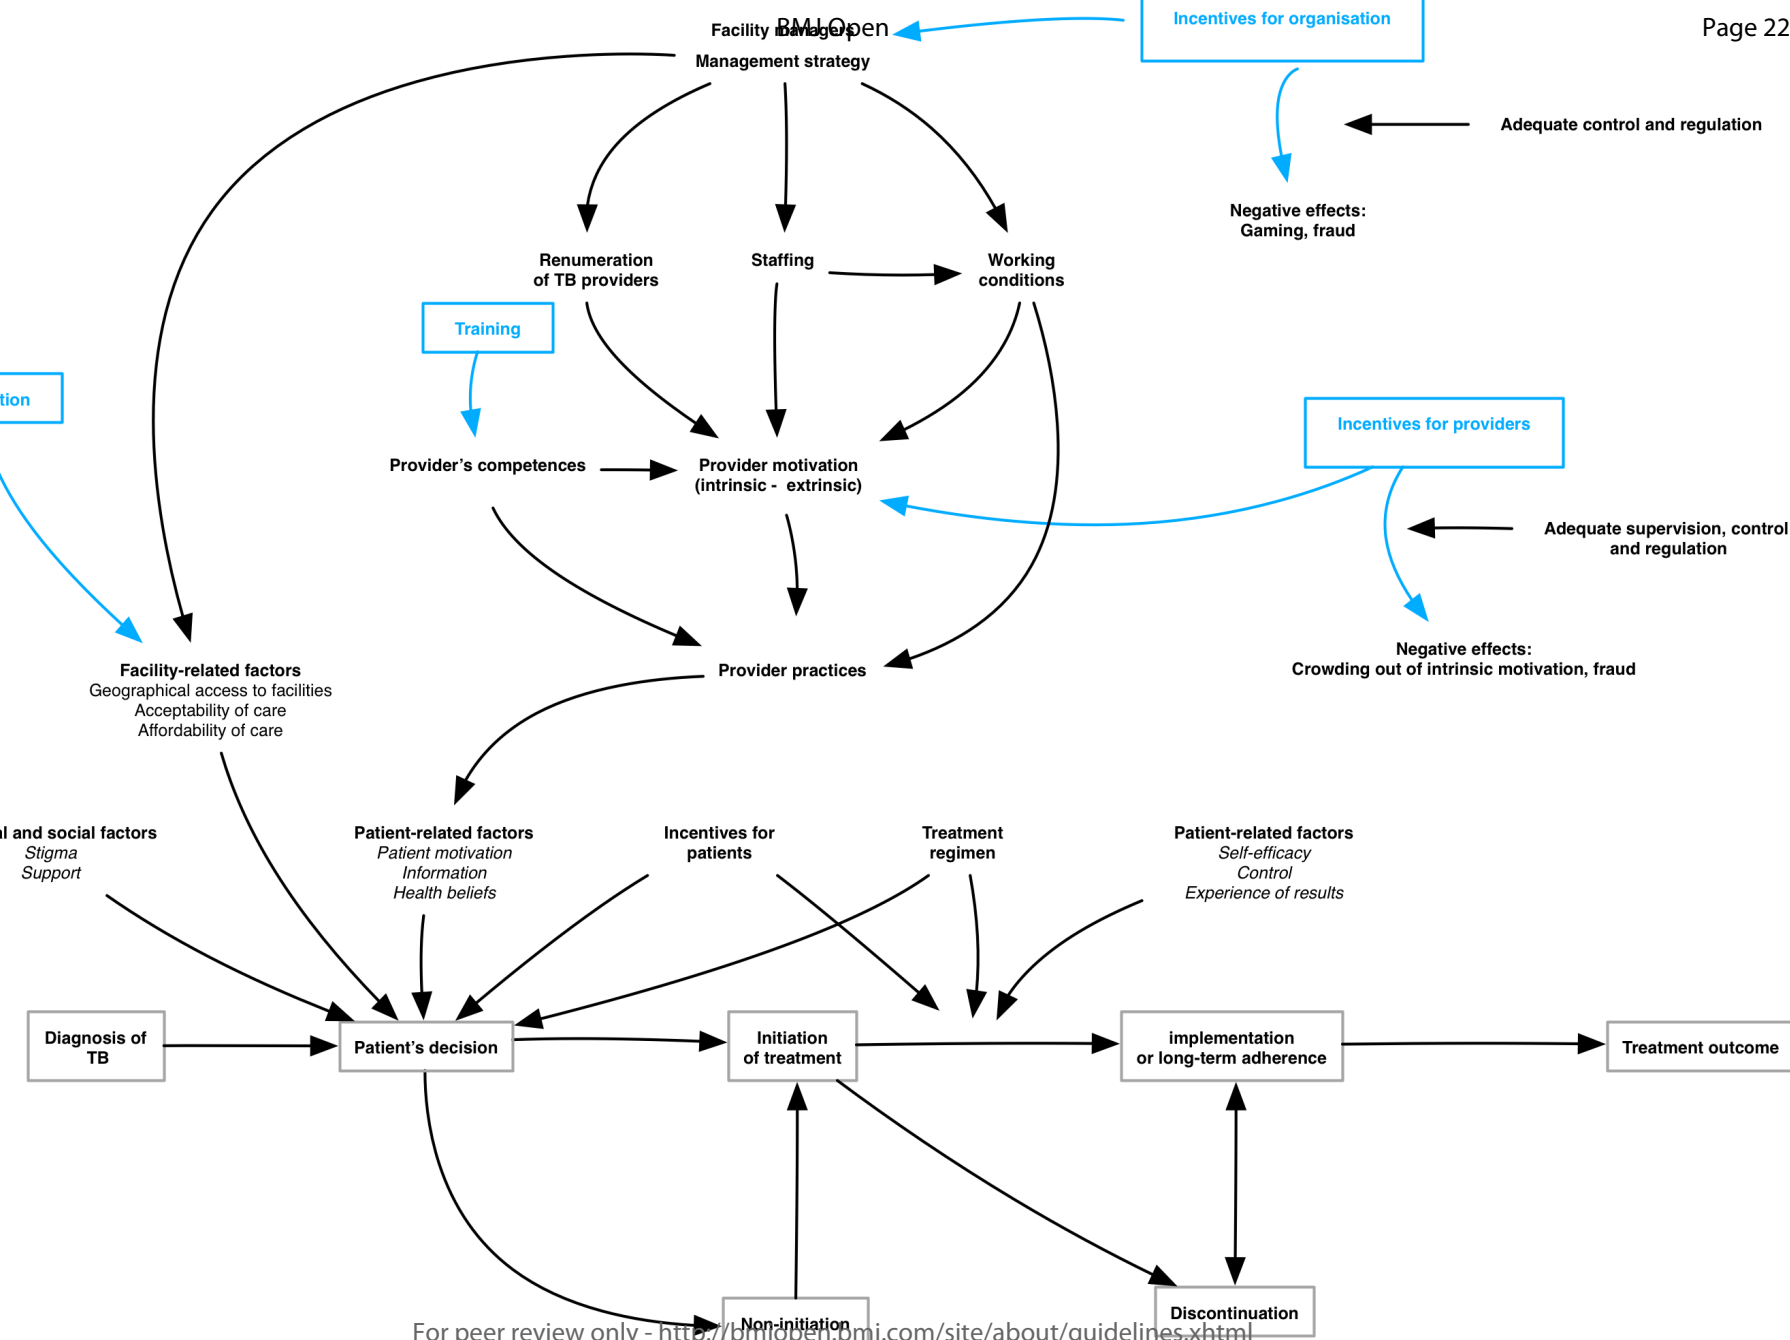 BMJ Open
Page 22
Facility managers
Management strategy
Incentives for organisation
Adequate control and regulation
Negative effects:
Gaming, fraud
Renumeration
of TB providers
Staffing
Working
conditions
Training
tion
Incentives for providers
Provider's competences
Provider motivation
(intrinsic - extrinsic)
Adequate supervision, control
and regulation
Negative effects:
Crowding out of intrinsic motivation, fraud
Facility-related factors
Geographical access to facilities
Acceptability of care
Affordability of care
Provider practices
l and social factors
Stigma
Support
Patient-related factors
Patient motivation
Information
Health beliefs
Incentives for
patients
Treatment
regimen
Patient-related factors
Self-efficacy
Control
Experience of results
Diagnosis of
TB
Patient's decision
Initiation
of treatment
implementation
or long-term adherence
Treatment outcome
Non-initiation
Discontinuation
For peer review only - http://bmjopen.bmj.com/site/about/guidelines.xhtml